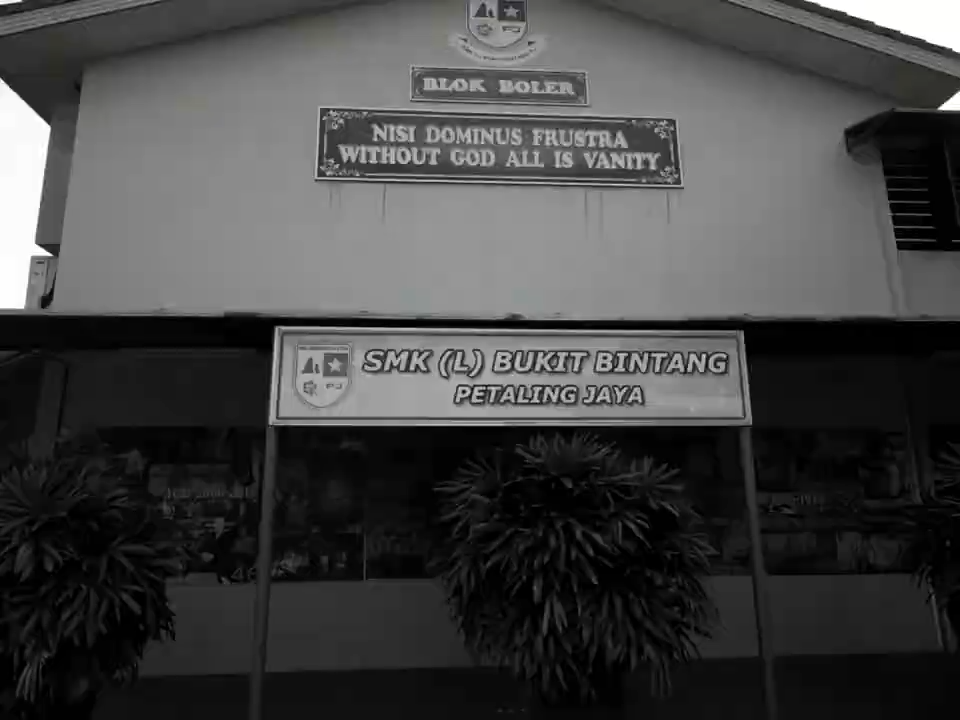 BLOK BOLER
NISI DOMINUS FRUSTRA
WITHOUT GOD ALL IS VANITY
SMK (L) BUKIT BINTANG
PETALING JAYA